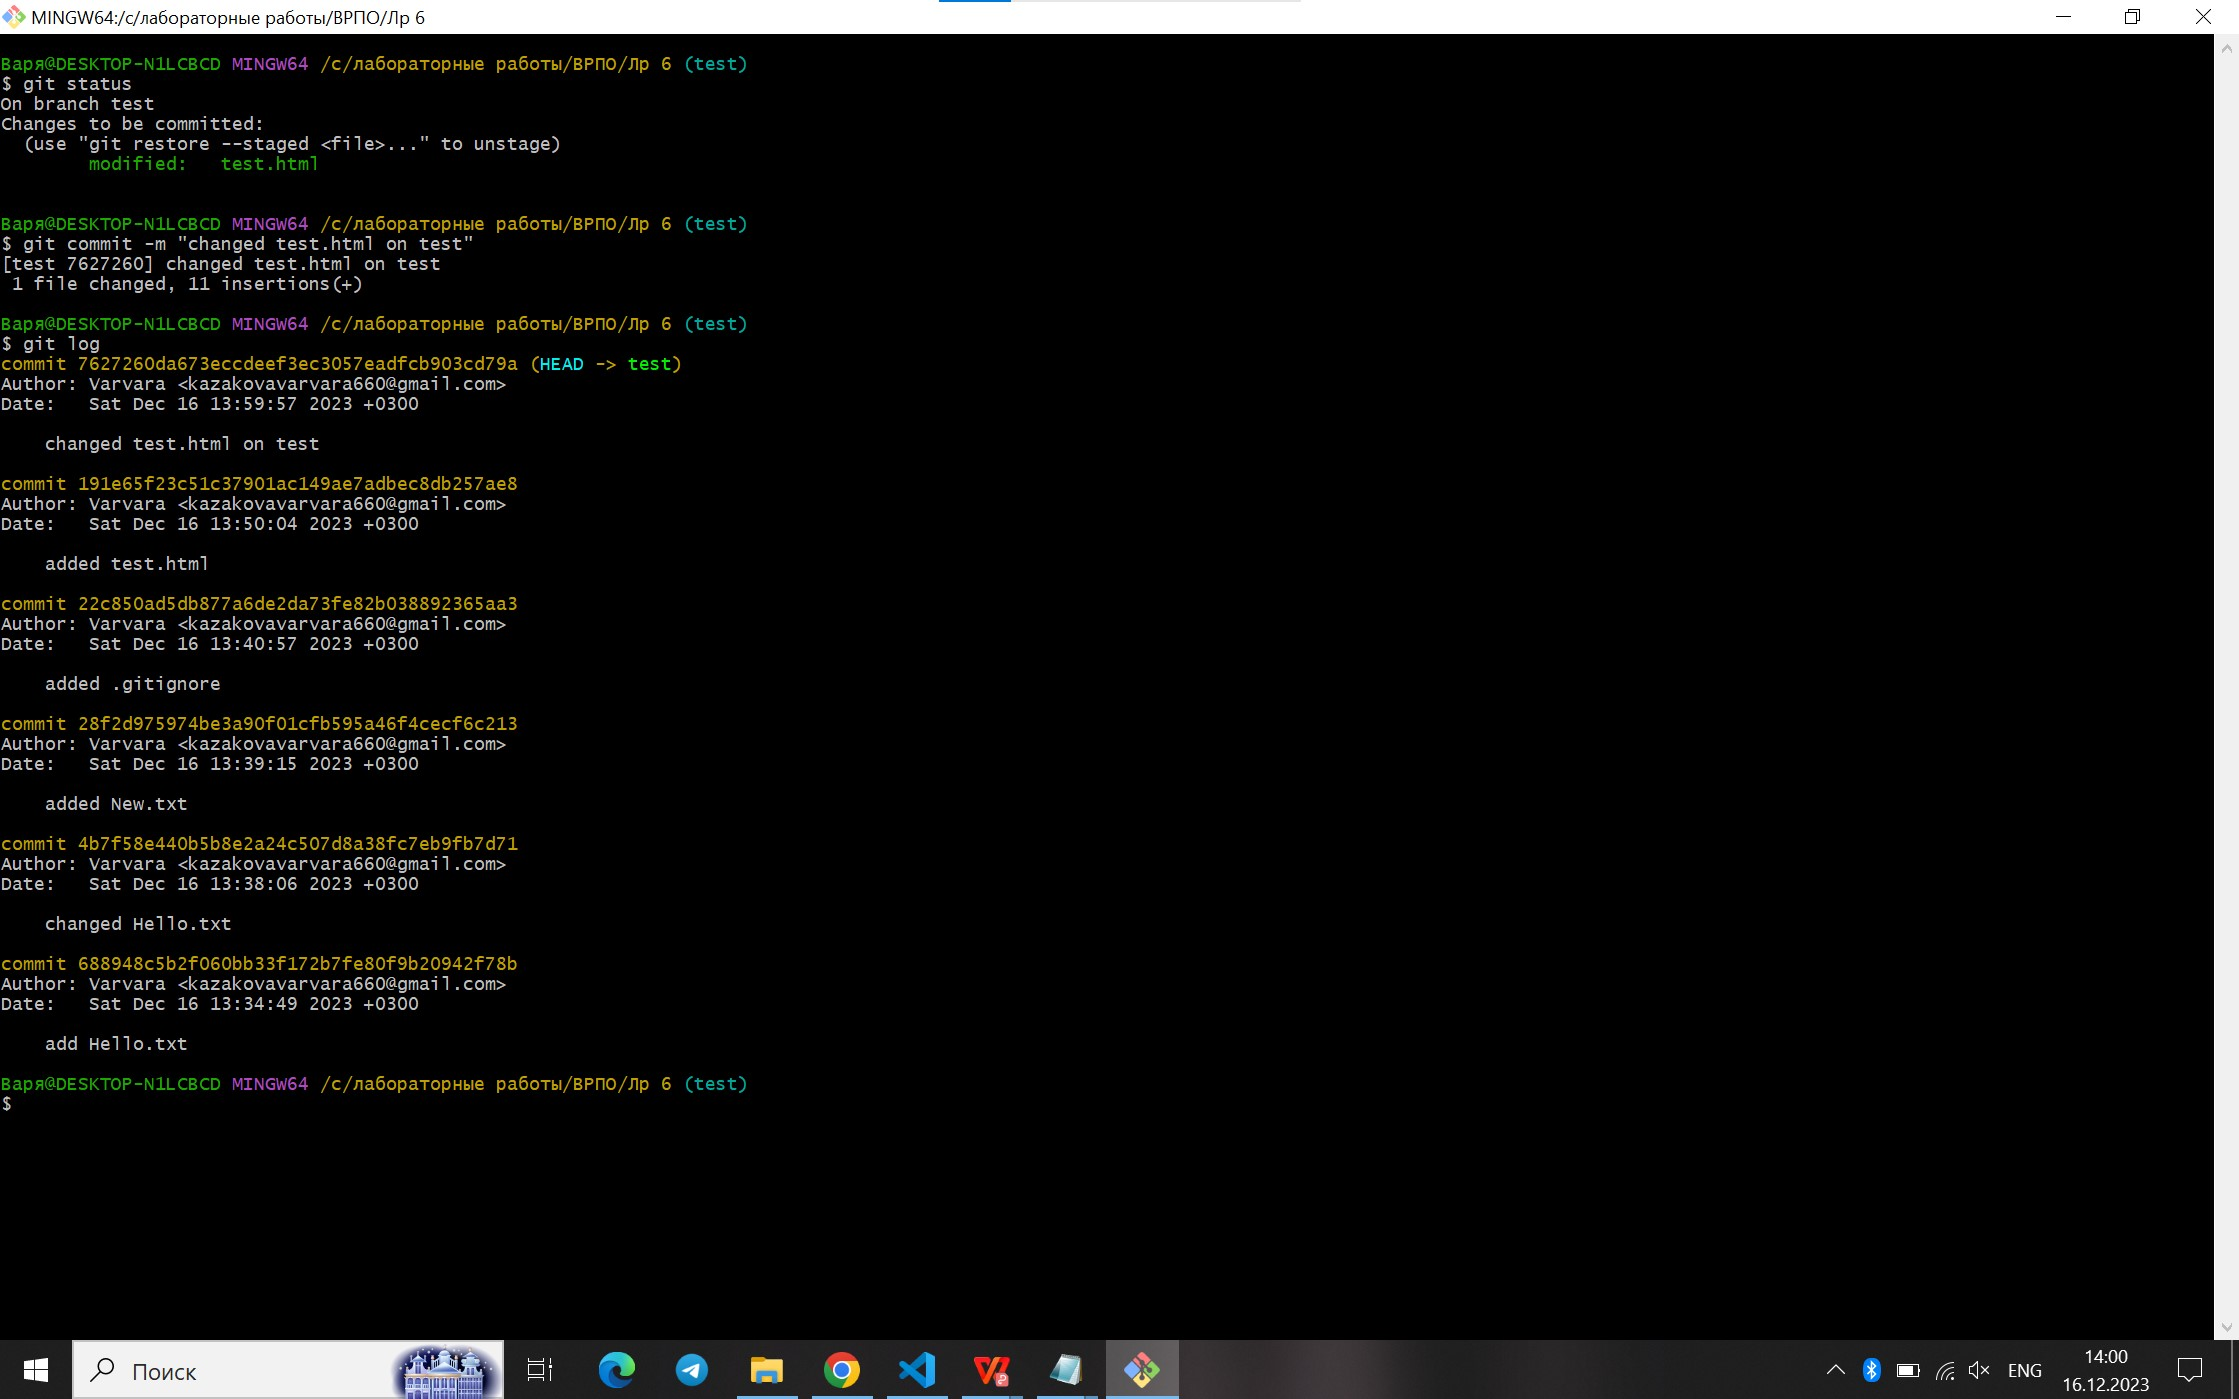 MINGW64:/c/лабораторные работы/ВРПО/Лр 6
Варя@DESKTOP-N1LCBCD MINGW64 /c/лабораторные работы/ВРПО/Лр 6 (test)
$ git status
On branch test
Changes to be committed:
  (use "git restore --staged <file>..." to unstage)
        modified:   test.html
Варя@DESKTOP-N1LCBCD MINGW64 /c/лабораторные работы/ВРПО/Лр 6 (test)
$ git commit -m "changed test.html on test"
[test 7627260] changed test.html on test
 1 file changed, 11 insertions(+)
Варя@DESKTOP-N1LCBCD MINGW64 /c/лабораторные работы/ВРПО/Лр 6 (test)
$ git log
commit 7627260da673eccdeef3ec3057eadfcb903cd79a (HEAD -> test)
Author: Varvara <kazakovavarvara660@gmail.com>
Date:   Sat Dec 16 13:59:57 2023 +0300
    changed test.html on test
commit 191e65f23c51c37901ac149ae7adbec8db257ae8
Author: Varvara <kazakovavarvara660@gmail.com>
Date:   Sat Dec 16 13:50:04 2023 +0300
    added test.html
commit 22c850ad5db877a6de2da73fe82b038892365aa3
Author: Varvara <kazakovavarvara660@gmail.com>
Date:   Sat Dec 16 13:40:57 2023 +0300
    added .gitignore
commit 28f2d975974be3a90f01cfb595a46f4cecf6c213
Author: Varvara <kazakovavarvara660@gmail.com>
Date:   Sat Dec 16 13:39:15 2023 +0300
    added New.txt
commit 4b7f58e440b5b8e2a24c507d8a38fc7eb9fb7d71
Author: Varvara <kazakovavarvara660@gmail.com>
Date:   Sat Dec 16 13:38:06 2023 +0300
    changed Hello.txt
commit 688948c5b2f060bb33f172b7fe80f9b20942f78b
Author: Varvara <kazakovavarvara660@gmail.com>
Date:   Sat Dec 16 13:34:49 2023 +0300
    add Hello.txt
Варя@DESKTOP-N1LCBCD MINGW64 /c/лабораторные работы/ВРПО/Лр 6 (test)
$
Поиск
ENG
14:00
16.12.2023